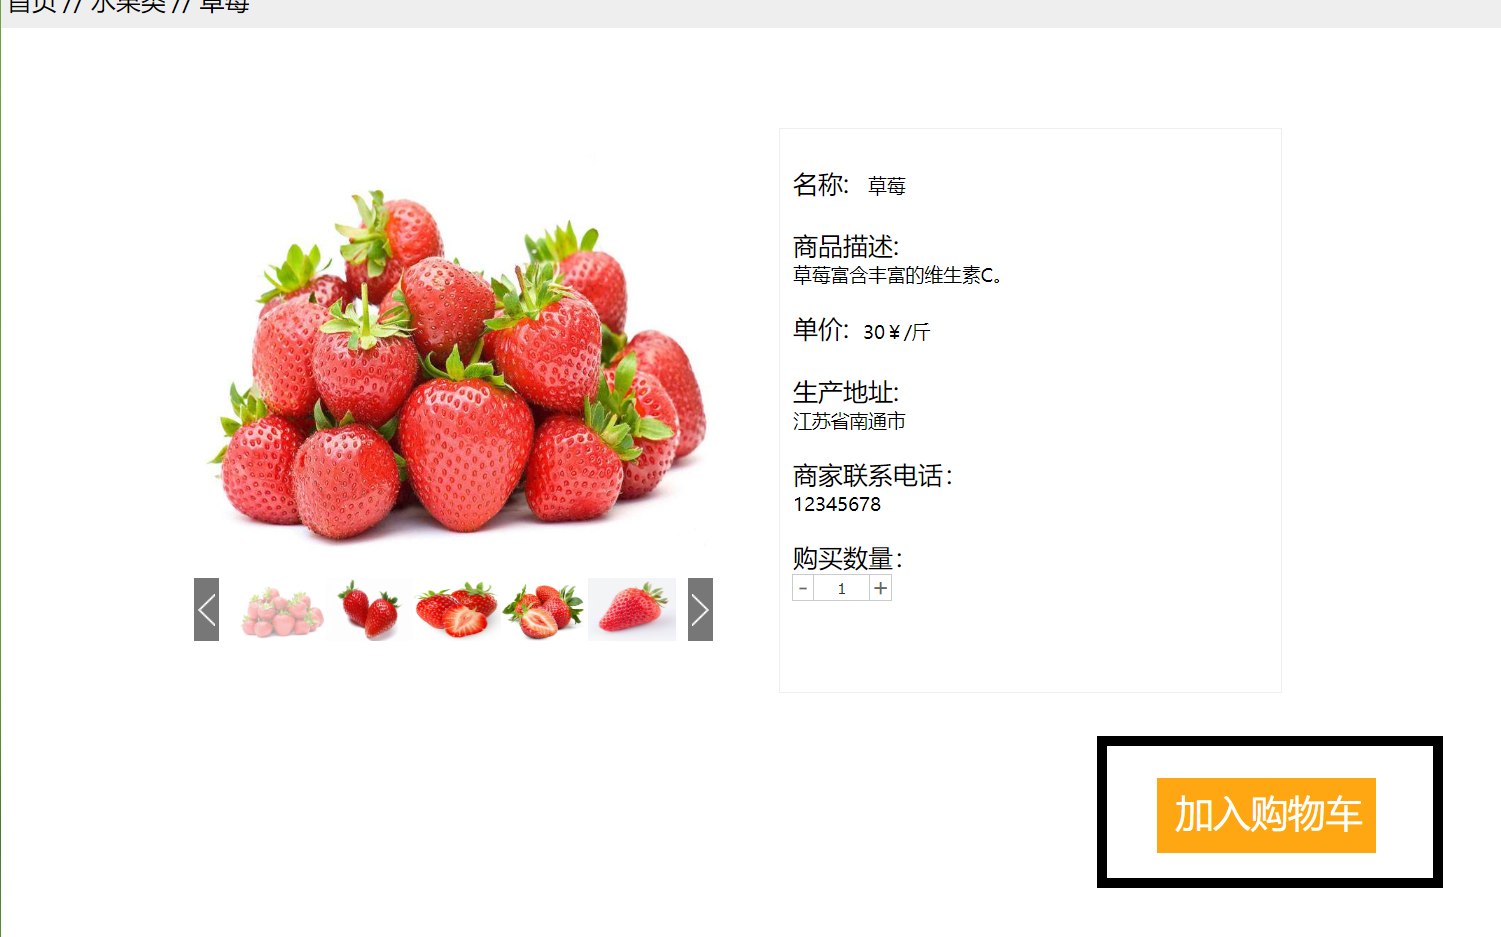 首页 // 水果类 // 草莓
名称: 草莓
商品描述:
草莓富含丰富的维生素C。
单价: 30￥/斤
生产地址:
江苏省南通市
商家联系电话：
12345678
购买数量：
- 1 +
加入购物车